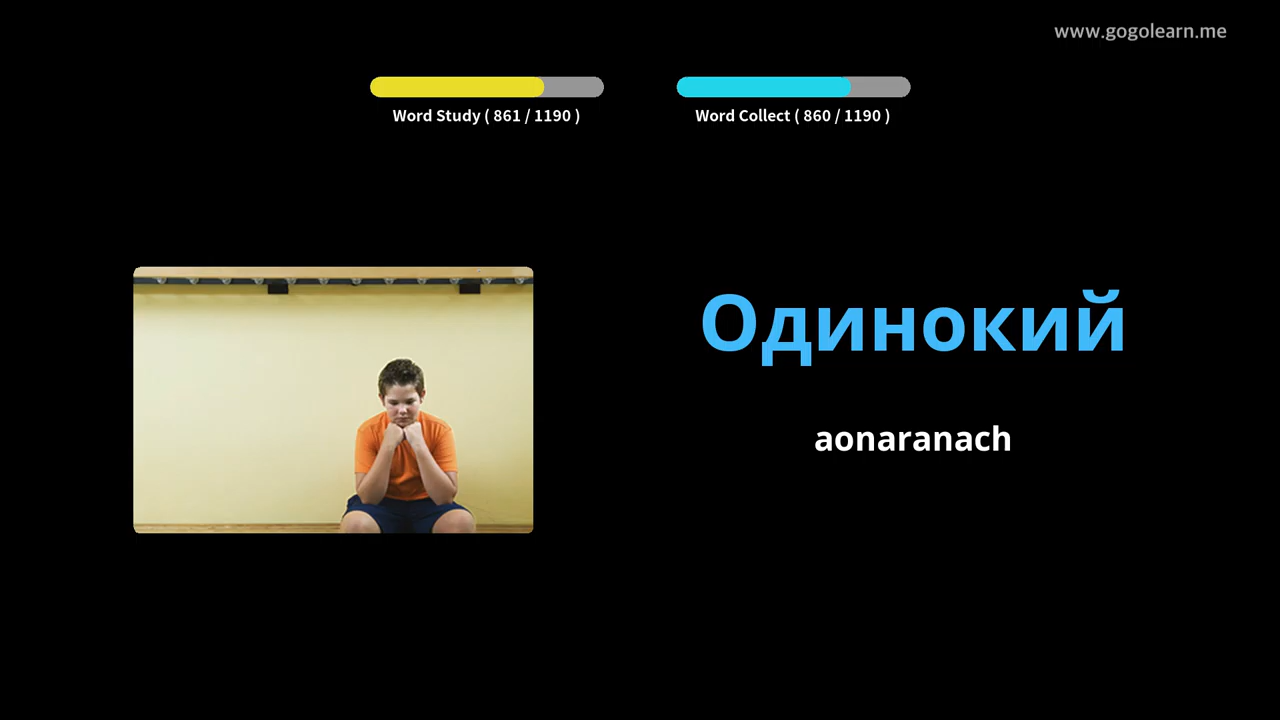 www.gogolearn.me
Word Study ( 861 / 1190 )
Word Collect ( 860 / 1190 )
Одинокий
aonaranach